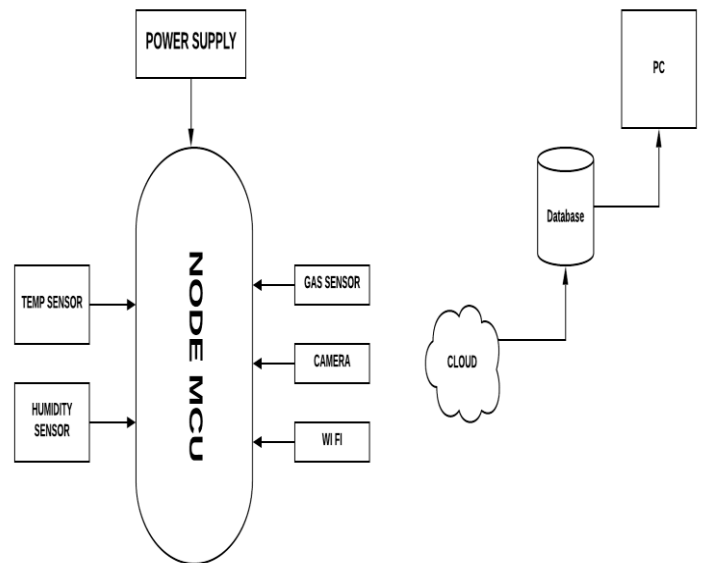 POWER SUPPLY
PC
Database
NODE MCU
TEMP SENSOR
GAS SENSOR
CAMERA
CLOUD
HUMIDITY
SENSOR
WI FI